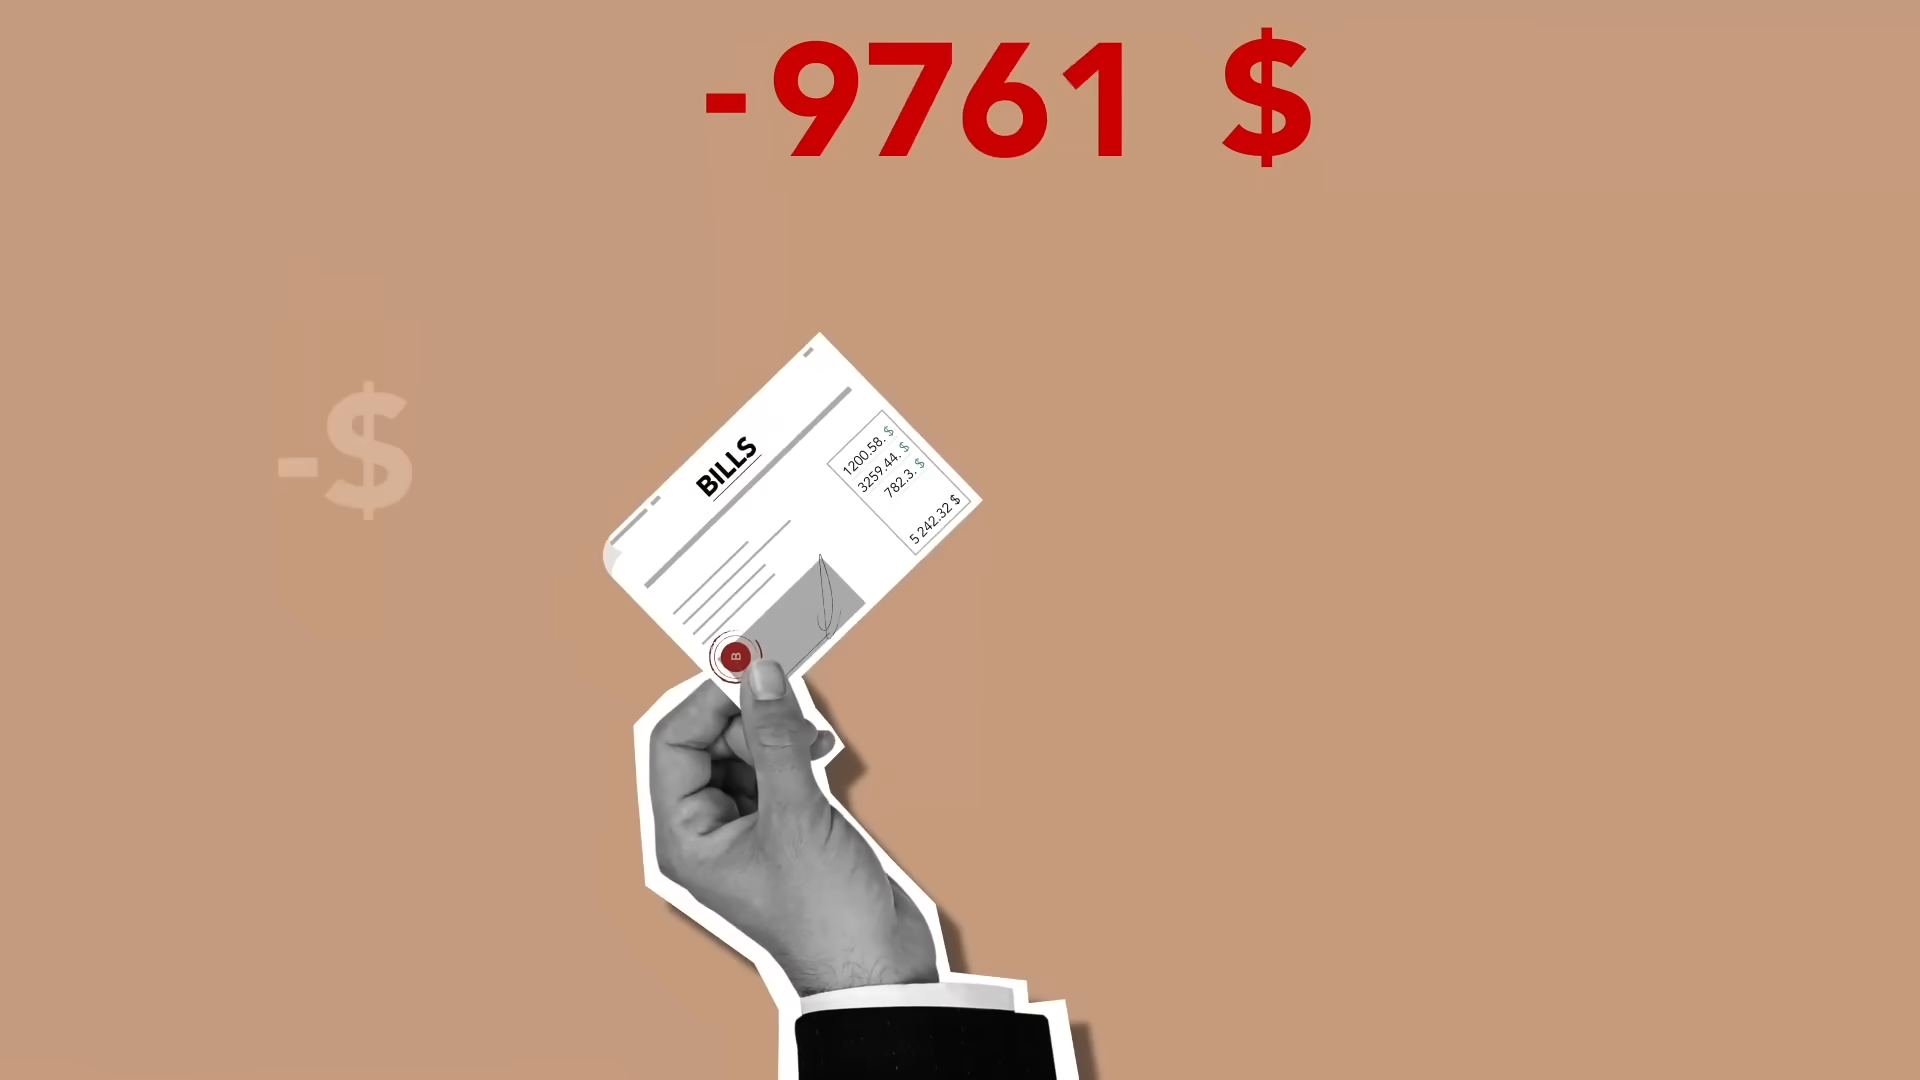 -9761 $
-$
BILLS
1200.58. $
3259.44. $
782.3. $
5 242.32 $
B